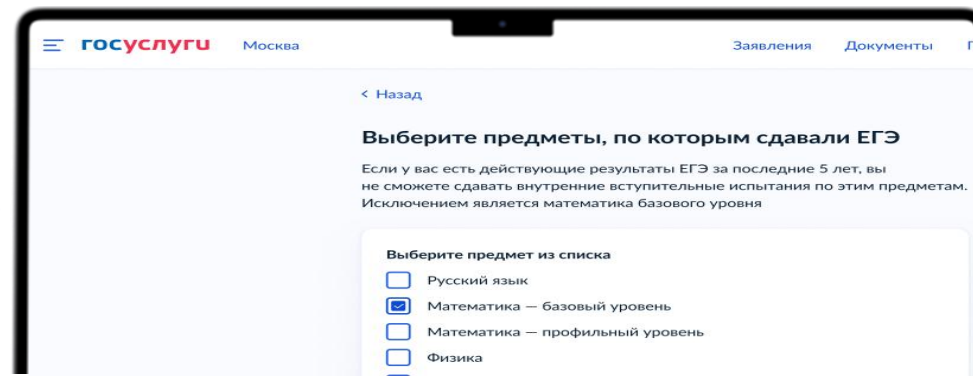 госуслуги Москва Заявления Документы
< Назад
Выберите предметы, по которым сдавали ЕГЭ
Если у вас есть действующие результаты ЕГЭ за последние 5 лет, вы
не сможете сдавать внутренние вступительные испытания по этим предметам.
Исключением является математика базового уровня
Выберите предмет из списка
Русский язык
Математика — базовый уровень
Математика — профильный уровень
Физика